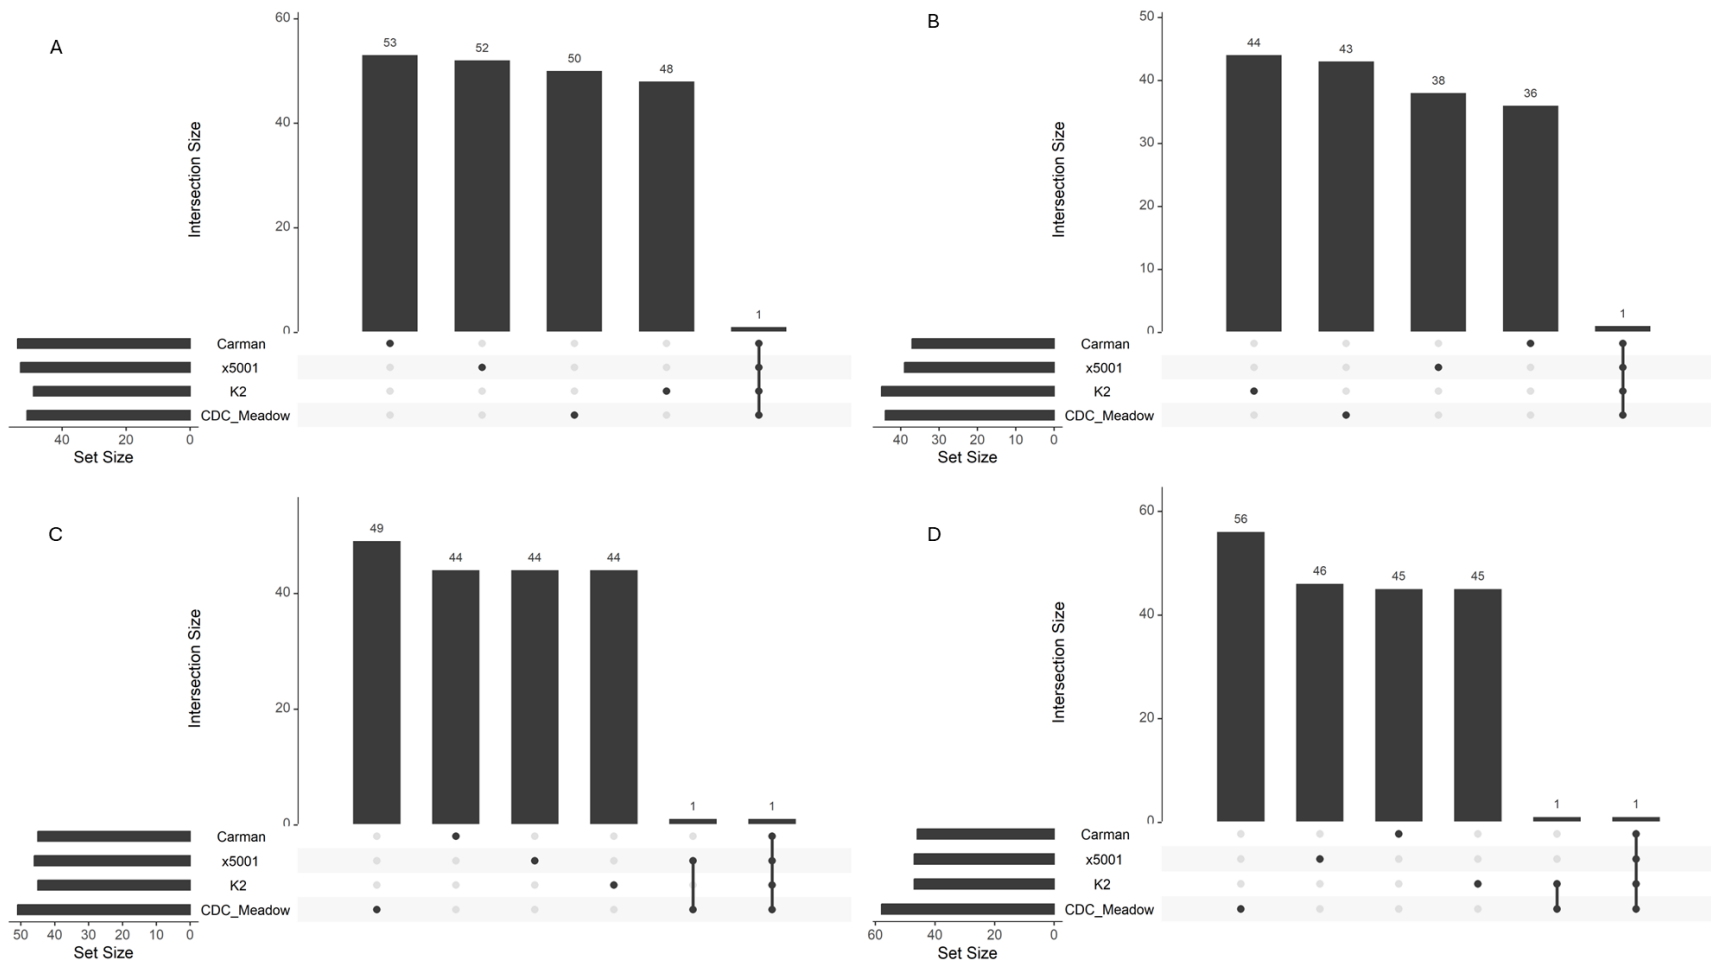 A
60
40
20
0
Intersection Size
53
52
50
48
1
Carman
x5001
K2
CDC_Meadow
40 20 0
Set Size
B
50
40
30
20
10
0
Intersection Size
44
43
38
36
1
Carman
x5001
K2
CDC_Meadow
40 30 20 10 0
Set Size
C
40
20
0
Intersection Size
49
44
44
44
1
1
Carman
x5001
K2
CDC_Meadow
50 40 30 20 10 0
Set Size
D
60
40
20
0
Intersection Size
56
46
45
45
1
1
Carman
x5001
K2
CDC_Meadow
60 40 20 0
Set Size